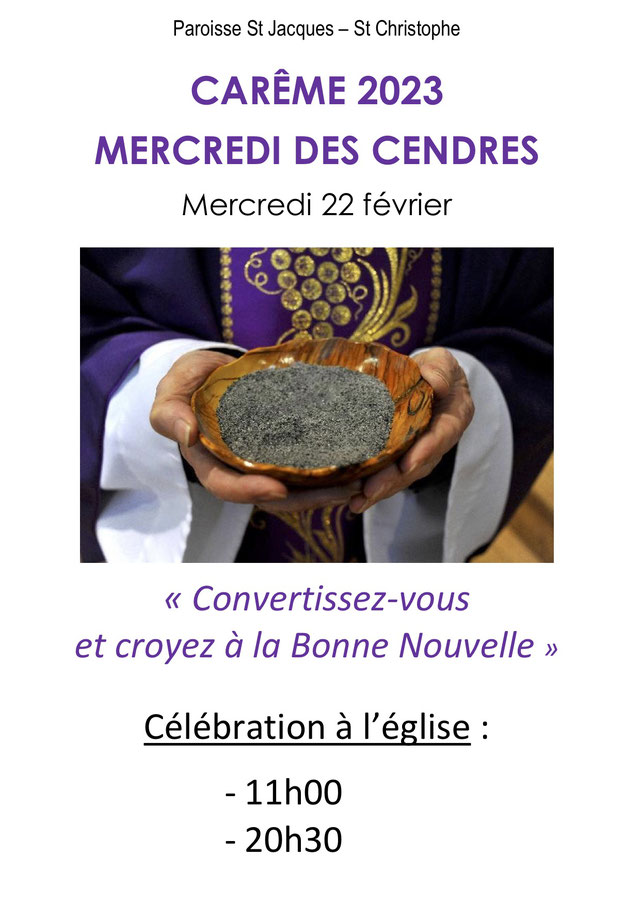 Paroisse St Jacques – St Christophe
CARÊME 2023
MERCREDI DES CENDRES
Mercredi 22 février
« Convertissez-vous
et croyez à la Bonne Nouvelle »
Célébration à l’église :
- 11h00
- 20h30